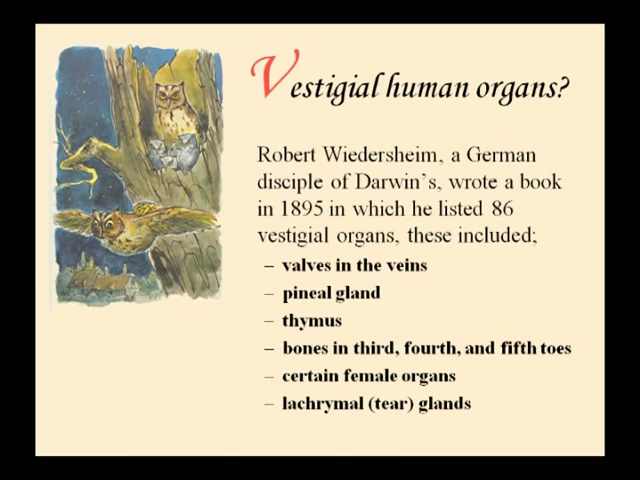 Vestigial human organs?
Robert Wiedersheim, a German
disciple of Darwin's, wrote a book
in 1895 in which he listed 86
vestigial organs, these included;
– valves in the veins
– pineal gland
– thymus
– bones in third, fourth, and fifth toes
– certain female organs
– lachrymal (tear) glands